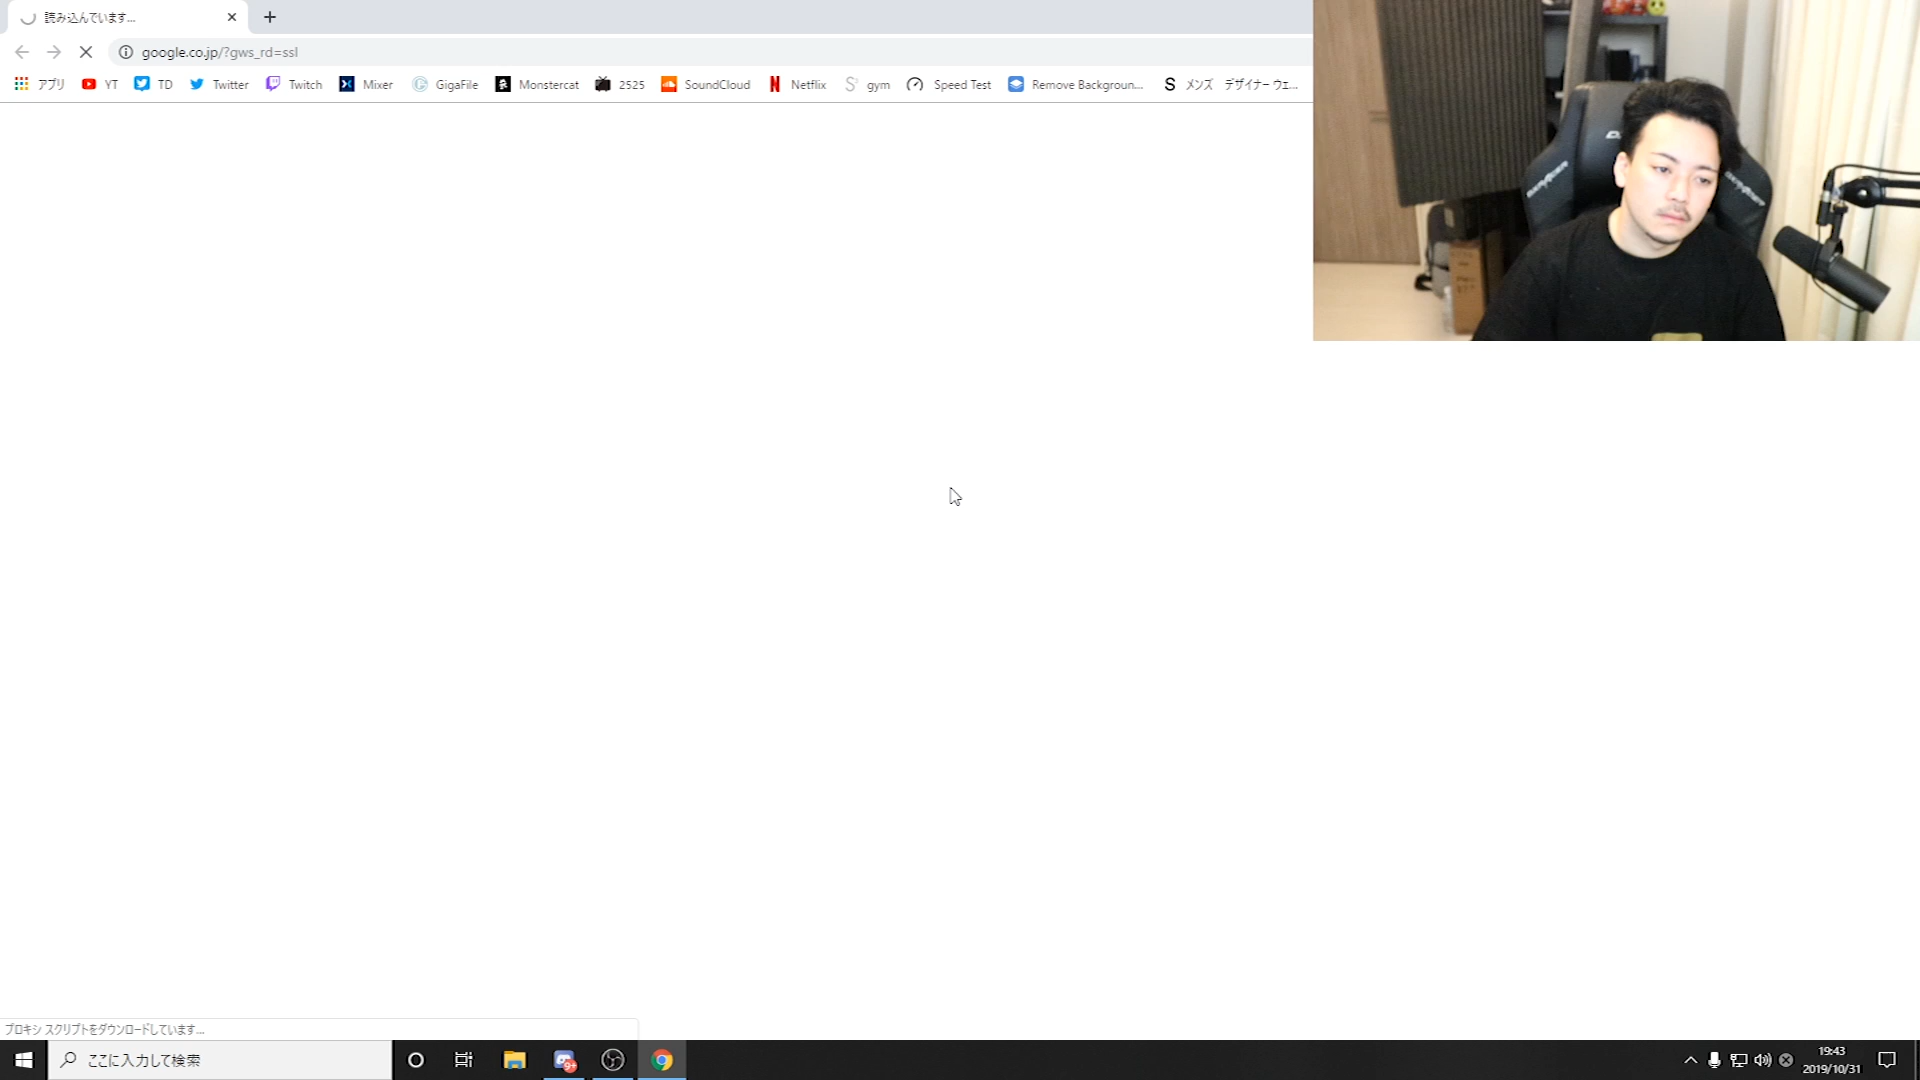 読み込んでいます...
google.co.jp/?gws_rd=ssl
アプリ YT TD Twitter Twitch Mixer GigaFile Monstercat 2525 SoundCloud Netflix gym Speed Test Remove Backgroun... メンズ デザイナー ウェ...
プロキシ スクリプトをダウンロードしています...
ここに入力して検索
9+
19:43
2019/10/31